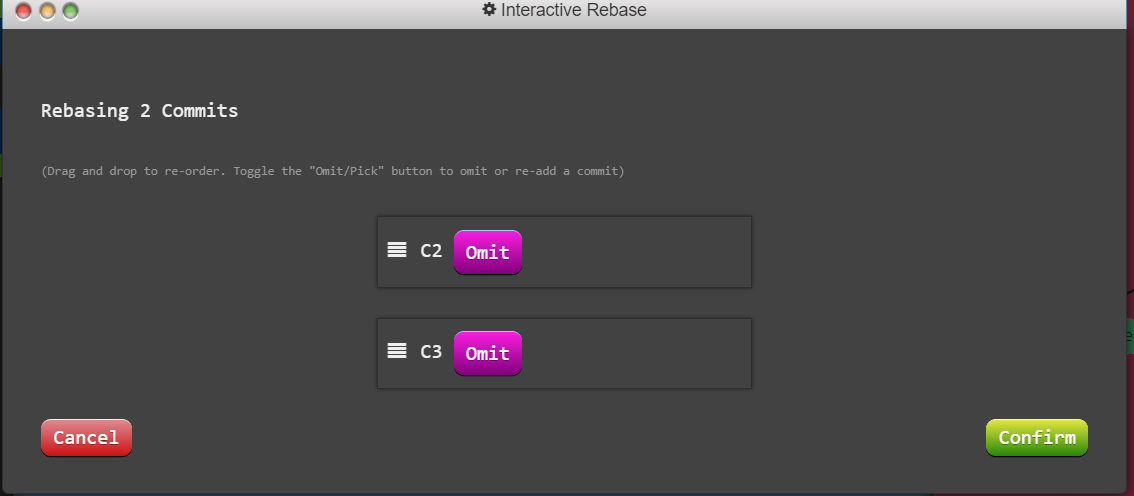 Interactive Rebase
Rebasing 2 Commits
(Drag and drop to re-order. Toggle the "Omit/Pick" button to omit or re-add a commit)
C2 Omit
C3 Omit
Cancel
Confirm